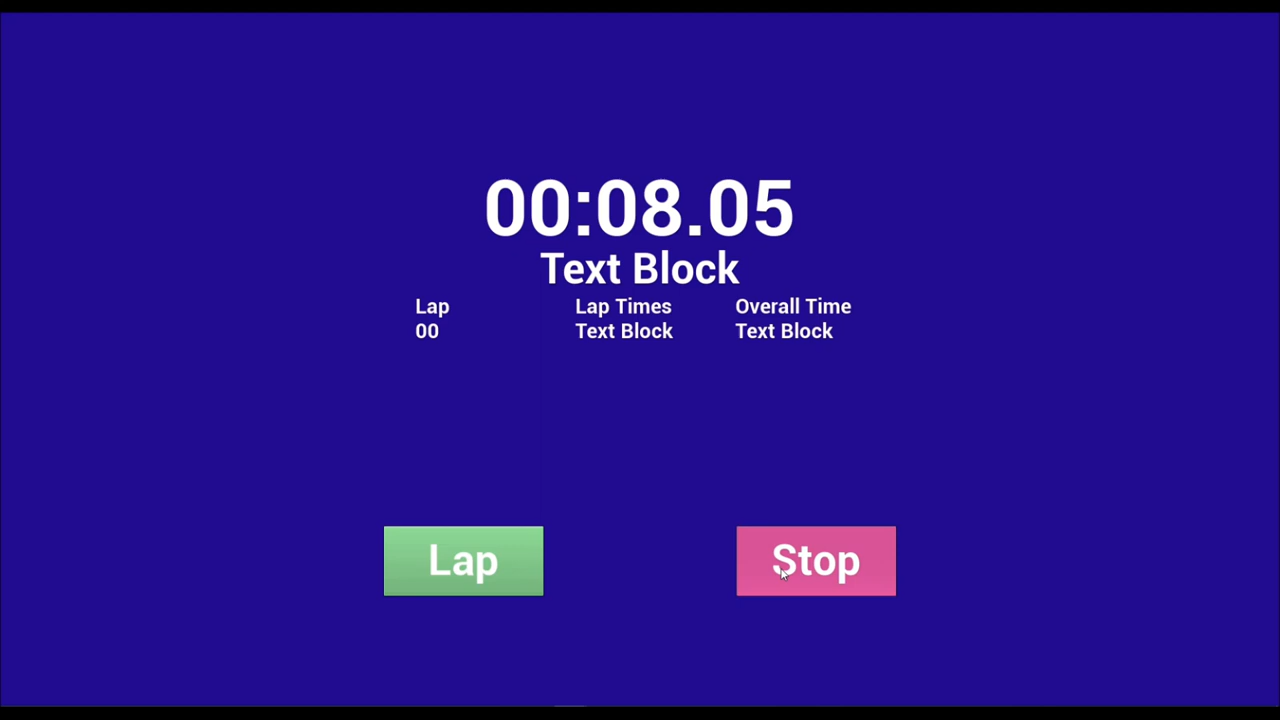 00:08.05
Text Block
Lap Lap Times Overall Time
00 Text Block Text Block
Lap Stop